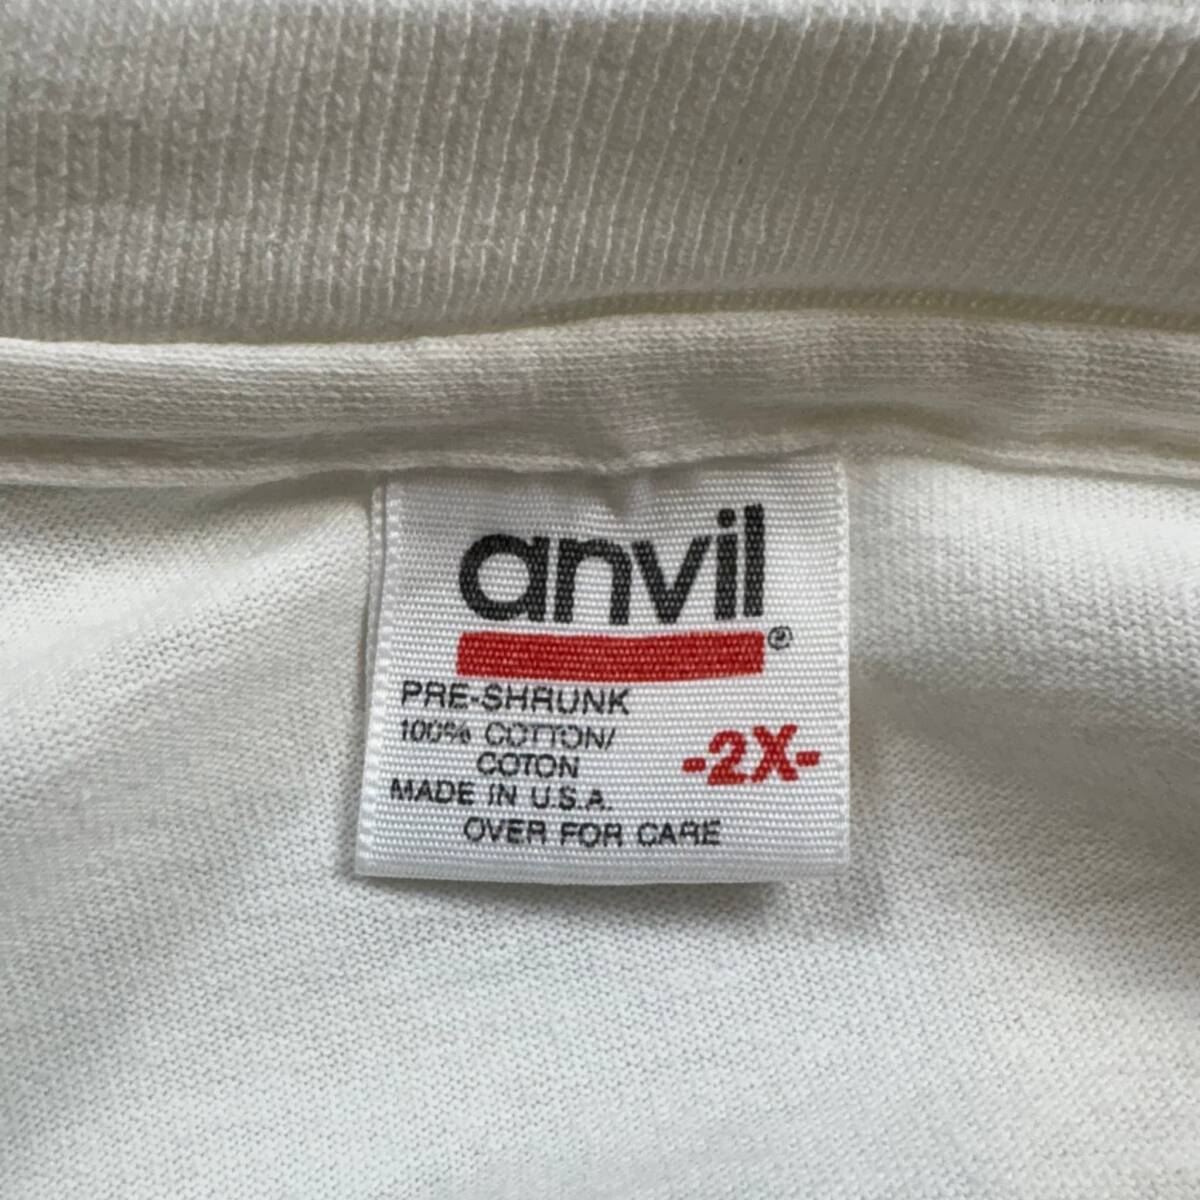 anvil®
PRE-SHRUNK
100% COTTON/
COTON
-2X-
MADE IN U.S.A.
OVER FOR CARE